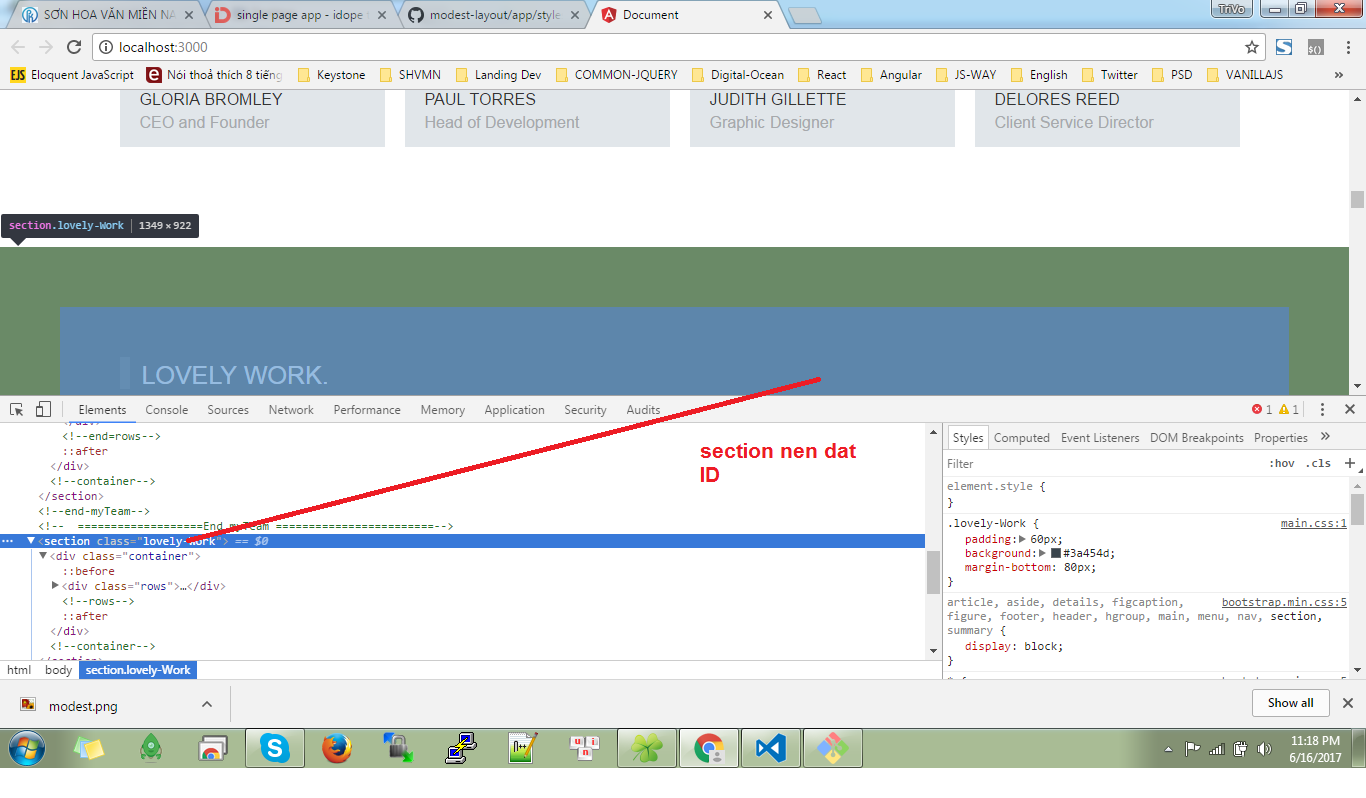 SƠN HOA VĂN MIỀN NA
single page app - idope
modest-layout/app/style
Document
TriVo
localhost:3000
EJS Eloquent JavaScript
e Nói thoả thích 8 tiếng
Keystone
SHVMN
Landing Dev
COMMON-JQUERY
Digital-Ocean
React
Angular
JS-WAY
English
Twitter
PSD
VANILLAJS
»
GLORIA BROMLEY
CEO and Founder
PAUL TORRES
Head of Development
JUDITH GILLETTE
Graphic Designer
DELORES REED
Client Service Director
section.lovely-Work | 1349 × 922
LOVELY WORK.
Elements Console Sources Network Performance Memory Application Security Audits
1 1
</div>
<!--end=rows-->
::after
</div>
<!--container-->
</section>
<!--end-myTeam-->
<!-- ===================End myTeam ========================-->
<section class="lovely-Work"> == $0
<div class="container">
::before
<div class="rows">…</div>
<!--rows-->
::after
</div>
<!--container-->
</section>
html body section.lovely-Work
section nen dat
ID
Styles Computed Event Listeners DOM Breakpoints Properties »
Filter :hov .cls +
element.style {
}
.lovely-Work { main.css:1
padding: 60px;
background: #3a454d;
margin-bottom: 80px;
}
article, aside, details, figcaption, bootstrap.min.css:5
figure, footer, header, hgroup, main, menu, nav, section,
summary {
display: block;
}
modest.png
Show all
11:18 PM
6/16/2017